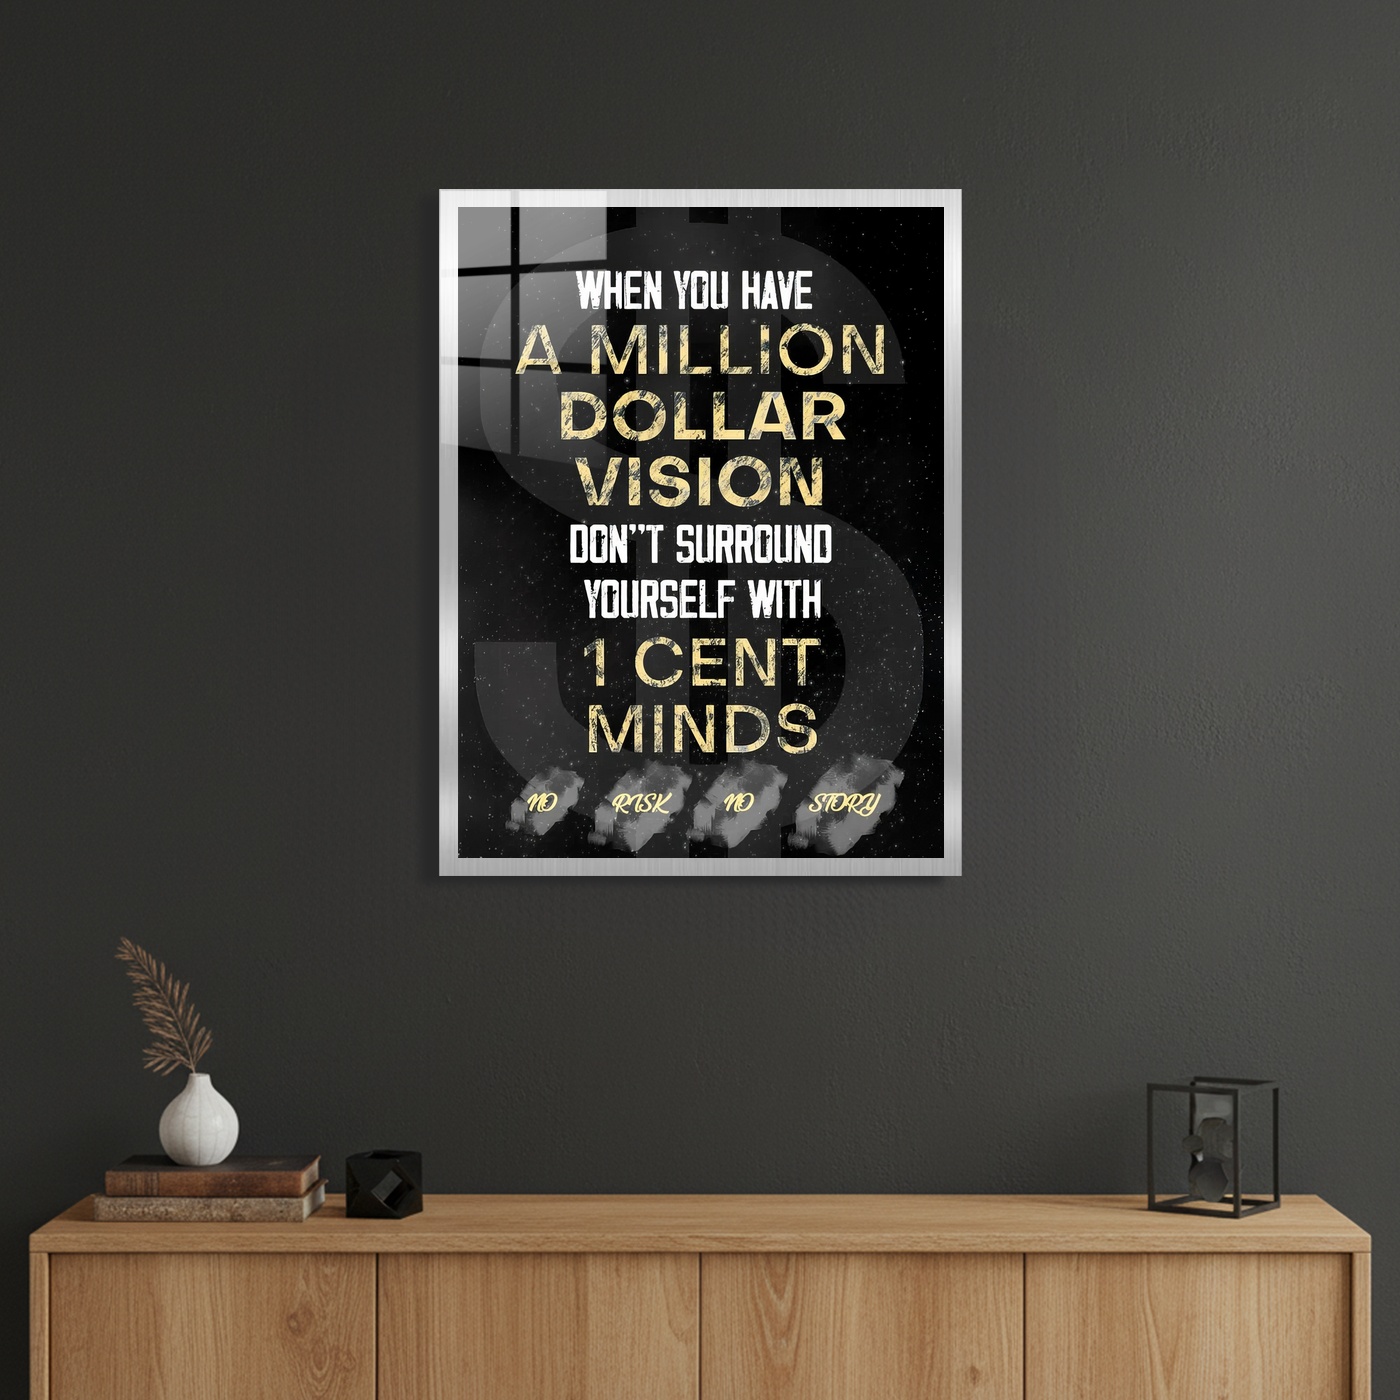 WHEN YOU HAVE
A MILLION
DOLLAR
VISION
DON"T SURROUND
YOURSELF WITH
1 CENT
MINDS
NO RISK NO STORY